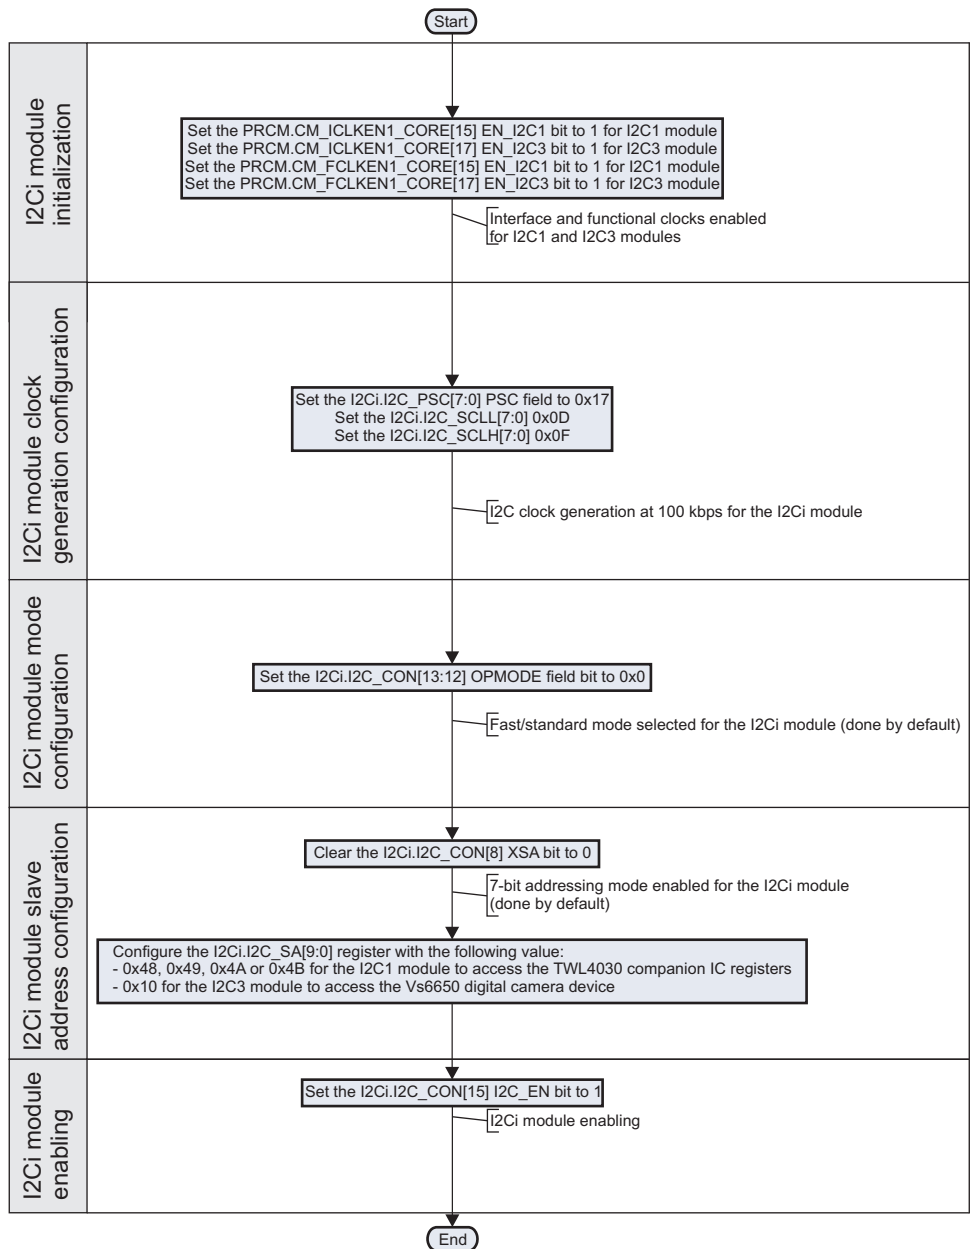 Start
I2Ci module
initialization
Set the PRCM.CM_ICLKEN1_CORE[15] EN_I2C1 bit to 1 for I2C1 module
Set the PRCM.CM_ICLKEN1_CORE[17] EN_I2C3 bit to 1 for I2C3 module
Set the PRCM.CM_FCLKEN1_CORE[15] EN_I2C1 bit to 1 for I2C1 module
Set the PRCM.CM_FCLKEN1_CORE[17] EN_I2C3 bit to 1 for I2C3 module
Interface and functional clocks enabled
for I2C1 and I2C3 modules
I2Ci module clock
generation configuration
Set the I2Ci.I2C_PSC[7:0] PSC field to 0x17
Set the I2Ci.I2C_SCLL[7:0] 0x0D
Set the I2Ci.I2C_SCLH[7:0] 0x0F
I2C clock generation at 100 kbps for the I2Ci module
I2Ci module mode
configuration
Set the I2Ci.I2C_CON[13:12] OPMODE field bit to 0x0
Fast/standard mode selected for the I2Ci module (done by default)
I2Ci module slave
address configuration
Clear the I2Ci.I2C_CON[8] XSA bit to 0
7-bit addressing mode enabled for the I2Ci module
(done by default)
Configure the I2Ci.I2C_SA[9:0] register with the following value:
- 0x48, 0x49, 0x4A or 0x4B for the I2C1 module to access the TWL4030 companion IC registers
- 0x10 for the I2C3 module to access the Vs6650 digital camera device
I2Ci module
enabling
Set the I2Ci.I2C_CON[15] I2C_EN bit to 1
I2Ci module enabling
End